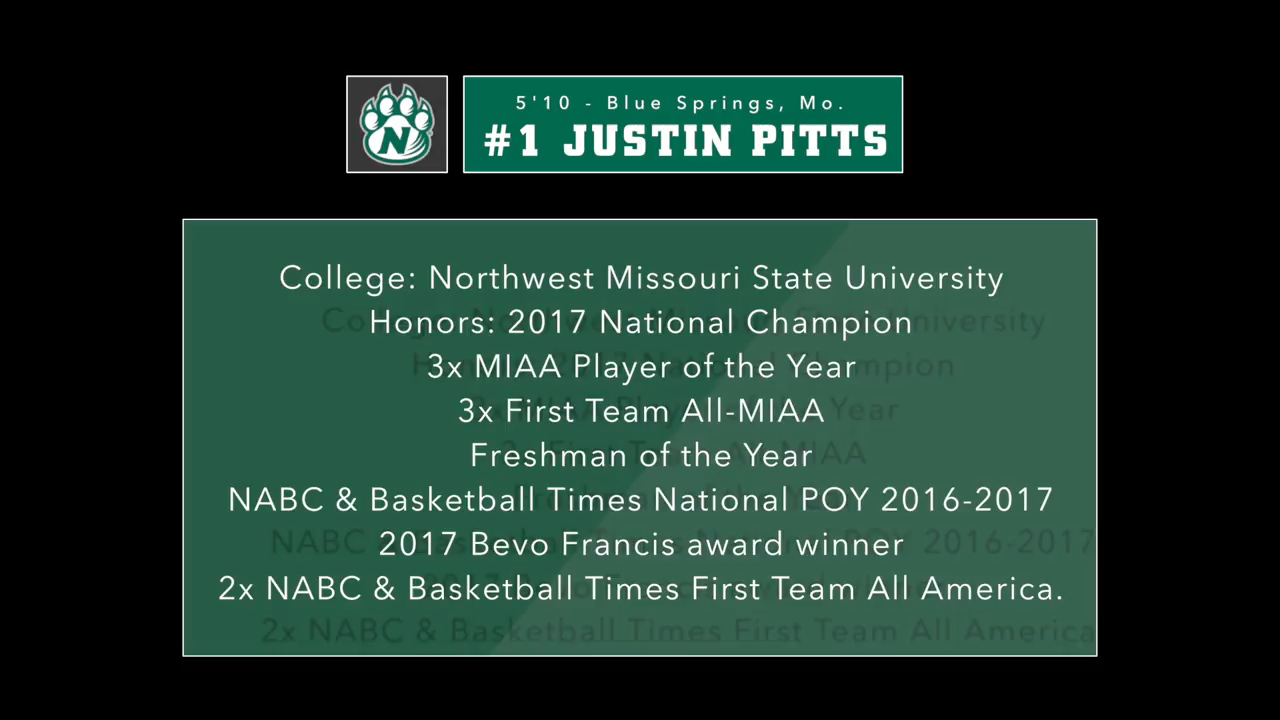 5'10 - Blue Springs, Mo.
N
#1 JUSTIN PITTS
College: Northwest Missouri State University
Honors: 2017 National Champion
3x MIAA Player of the Year
3x First Team All-MIAA
Freshman of the Year
NABC & Basketball Times National POY 2016-2017
2017 Bevo Francis award winner
2x NABC & Basketball Times First Team All America.